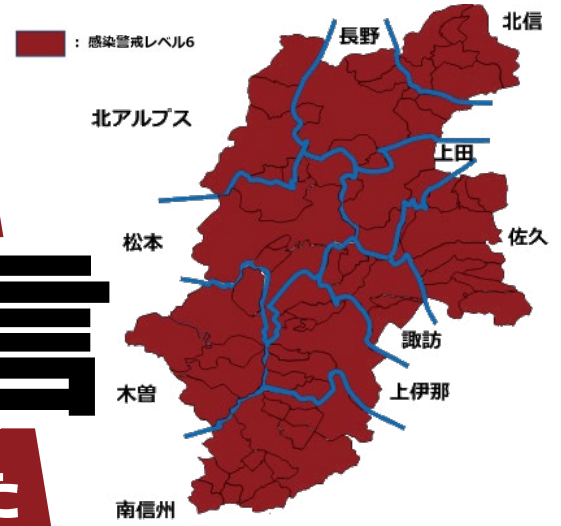 ：感染警戒レベル6
長野
北信
北アルプス
上田
松本
佐久
諏訪
木曽
上伊那
南信州